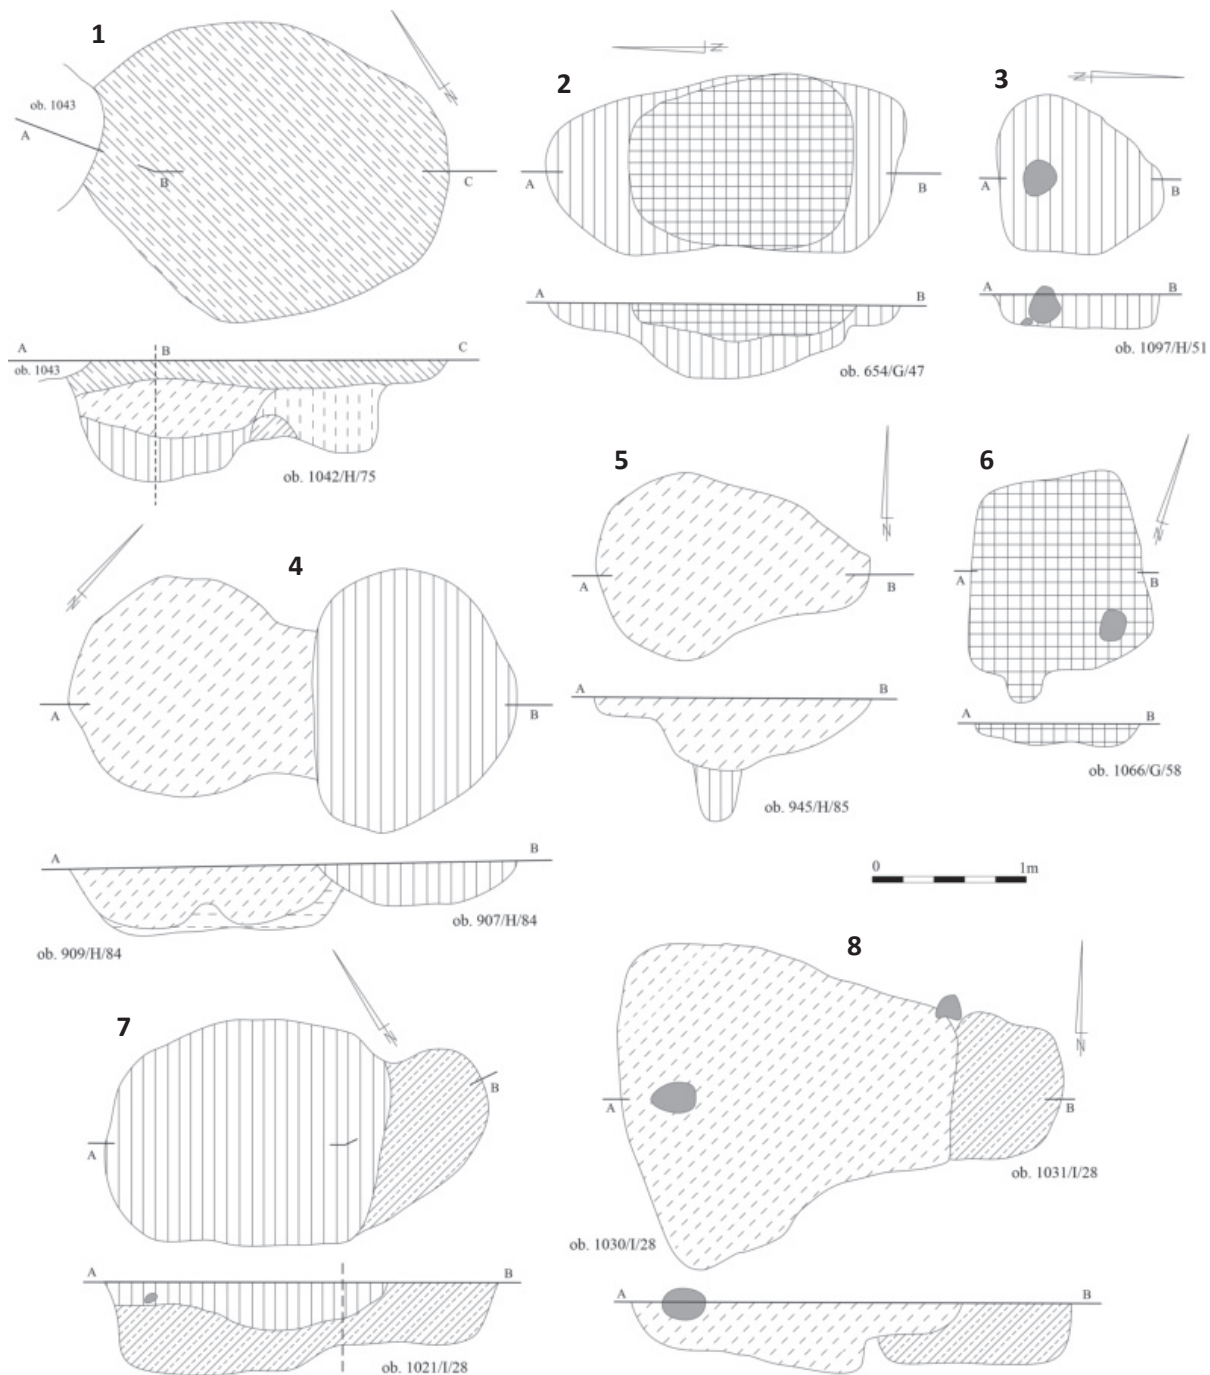 1
ob. 1043
A
B
C
N
A
B
C
ob. 1043
ob. 1042/H/75
2
N
A
B
A
B
ob. 654/G/47
3
N
A
B
A
B
ob. 1097/H/51
4
N
A
B
A
B
ob. 907/H/84
ob. 909/H/84
5
N
A
B
A
B
ob. 945/H/85
6
N
A
B
A
B
ob. 1066/G/58
0
1m
7
N
A
B
A
B
ob. 1021/I/28
8
N
A
B
ob. 1031/I/28
ob. 1030/I/28
A
B